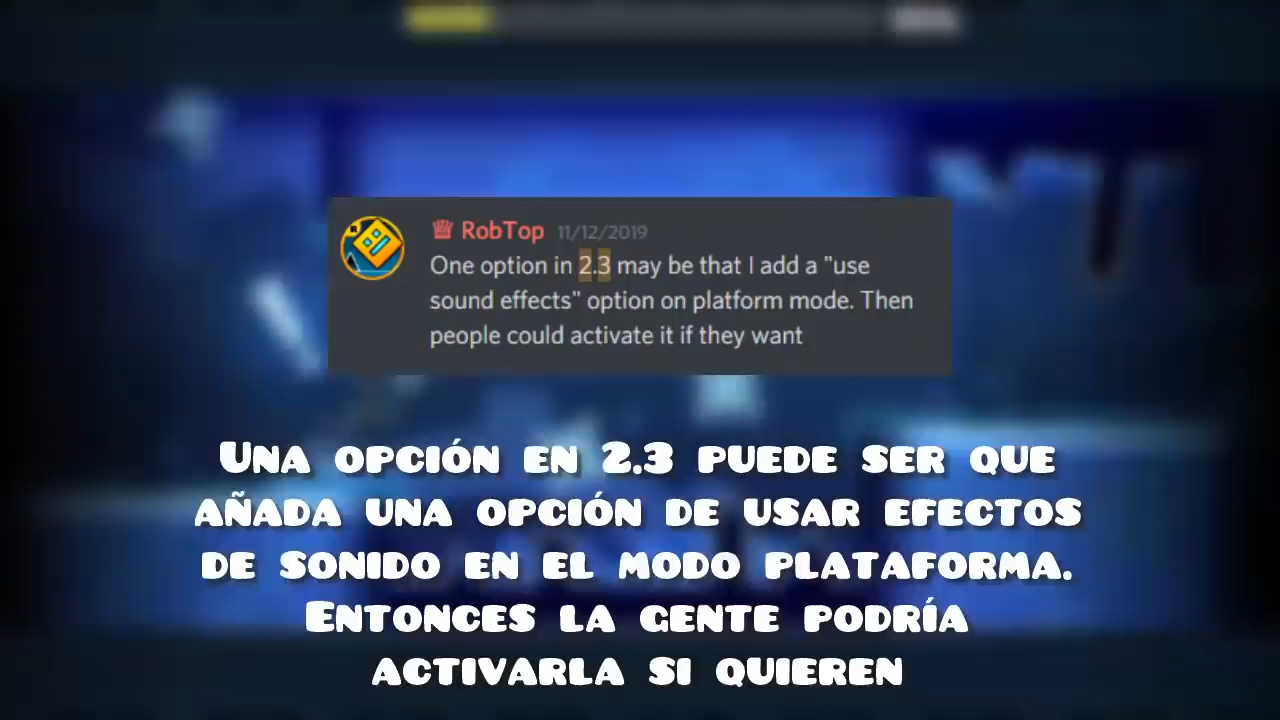 RobTop 11/12/2019
One option in 2.3 may be that I add a "use
sound effects" option on platform mode. Then
people could activate it if they want
Una opción en 2.3 puede ser que
añada una opción de usar efectos
de sonido en el modo plataforma.
Entonces la gente podría
activarla si quieren